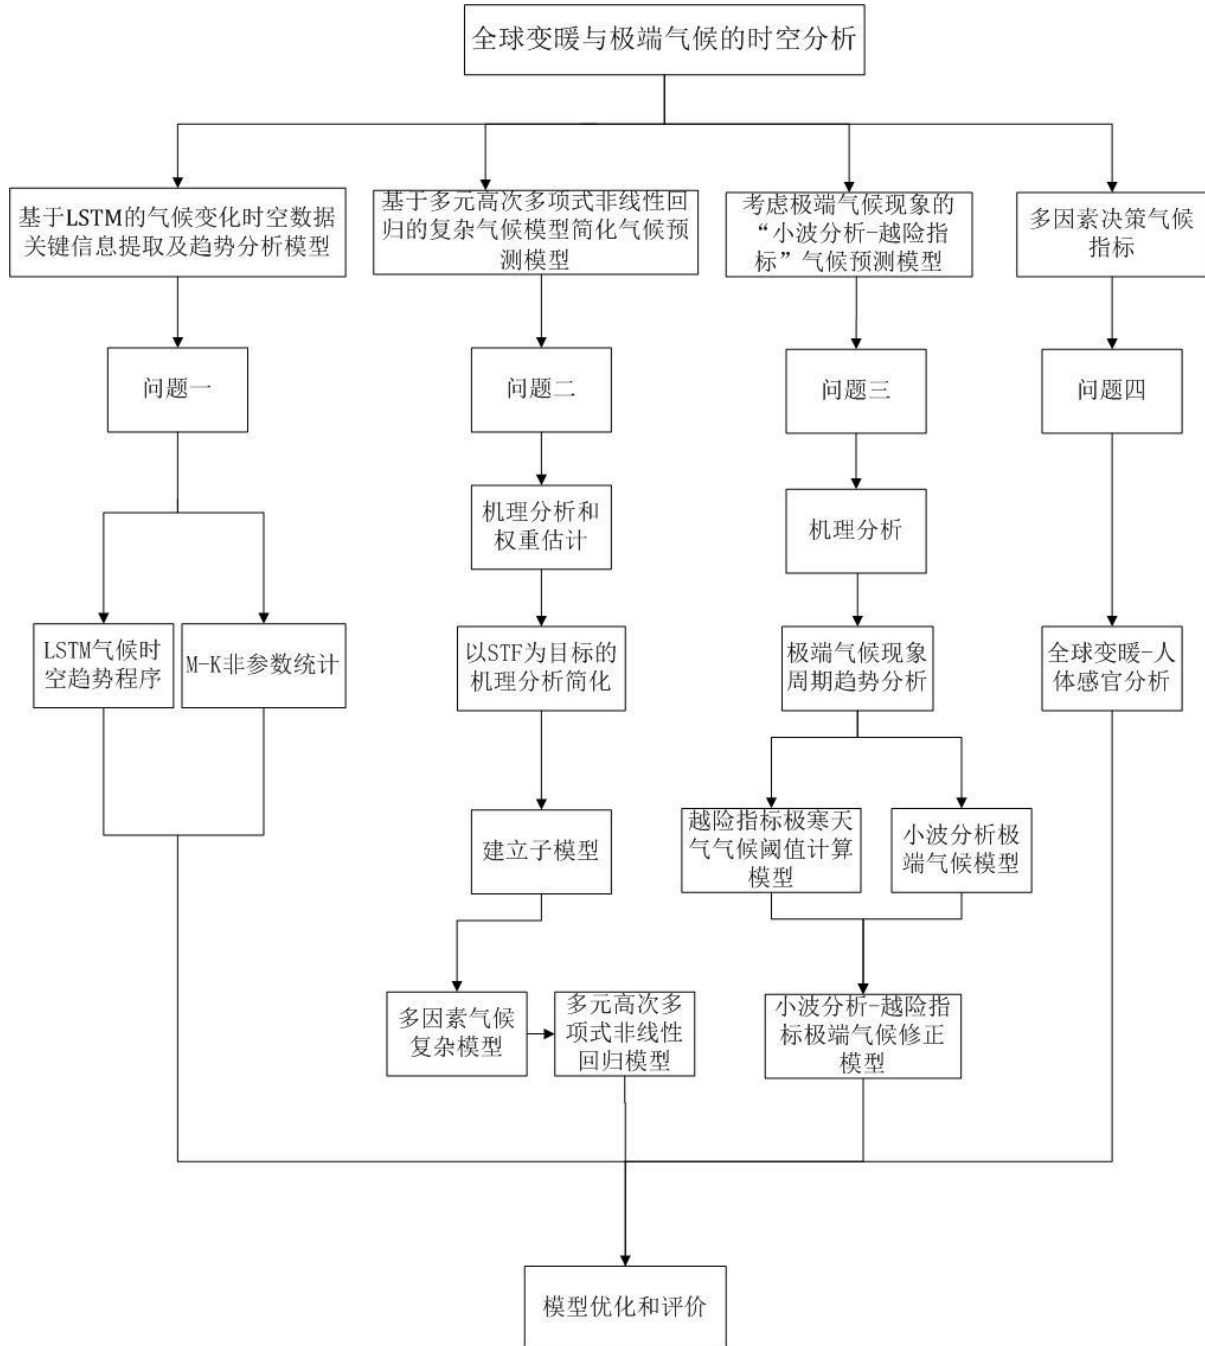 全球变暖与极端气候的时空分析
基于LSTM的气候变化时空数据
关键信息提取及趋势分析模型
基于多元高次多项式非线性回
归的复杂气候模型简化气候预
测模型
考虑极端气候现象的
“小波分析-越险指
标”气候预测模型
多因素决策气候
指标
问题一
问题二
问题三
问题四
机理分析和
权重估计
机理分析
LSTM气候时
空趋势程序
M-K非参数统计
以STF为目标的
机理分析简化
极端气候现象
周期趋势分析
全球变暖-人
体感官分析
建立子模型
越险指标极寒天
气气候阈值计算
模型
小波分析极
端气候模型
多因素气候
复杂模型
多元高次多
项式非线性
回归模型
小波分析-越险指
标极端气候修正
模型
模型优化和评价